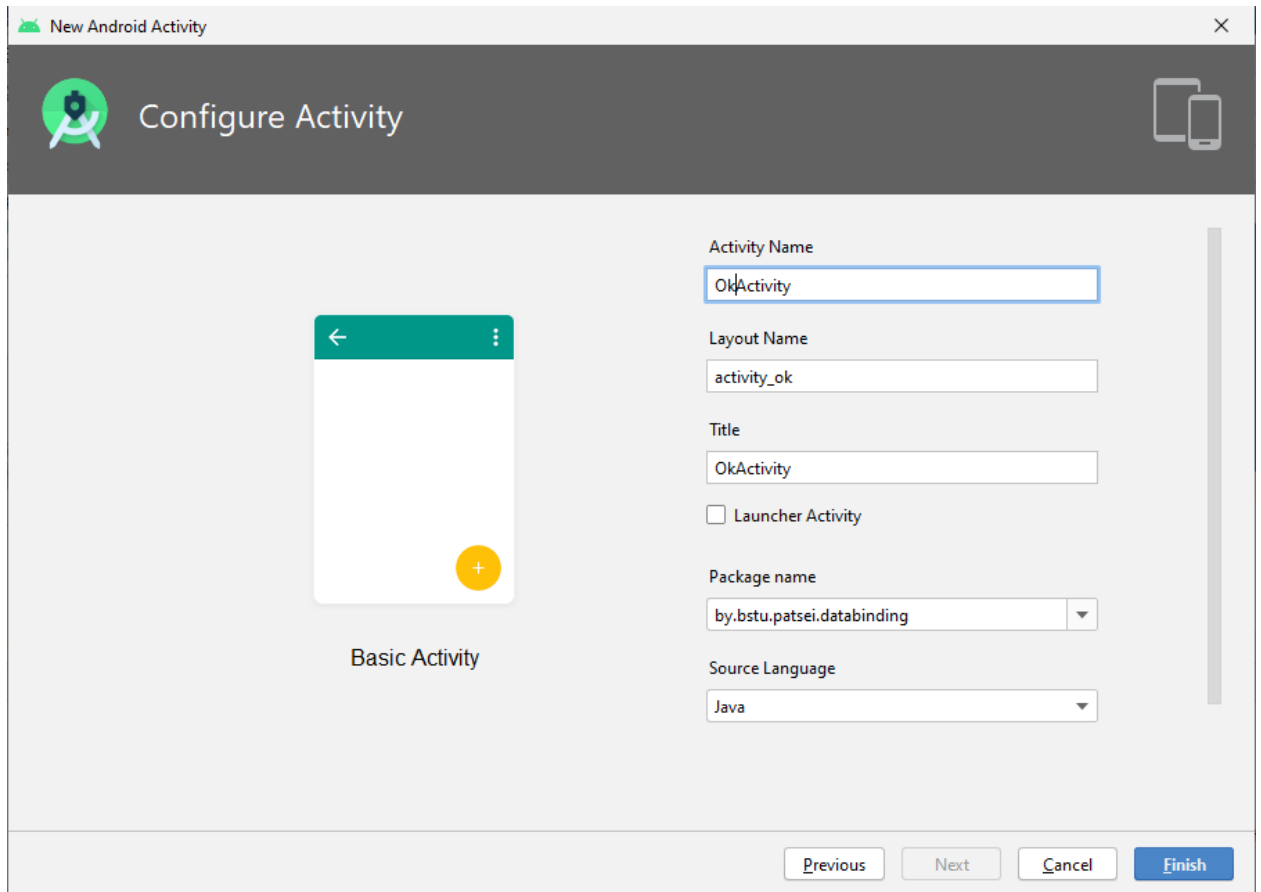 New Android Activity
Configure Activity
Activity Name
OkActivity
Layout Name
activity_ok
Title
OkActivity
Launcher Activity
Package name
by.bstu.patsei.databinding
Source Language
Java
Basic Activity
Previous
Next
Cancel
Finish